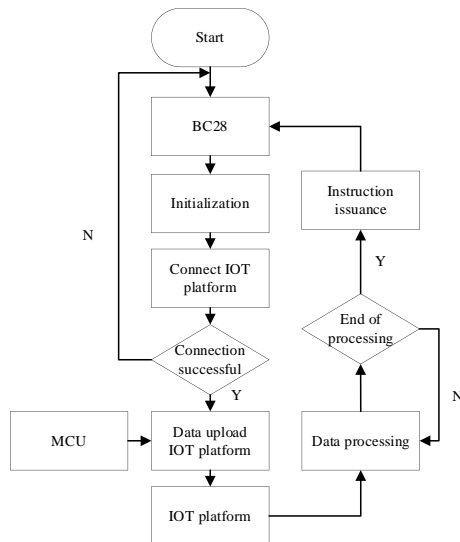 Start
BC28
Initialization
Instruction
issuance
N
Connect IOT
platform
Y
End of
processing
Connection
successful
Y
N
MCU
Data upload
IOT platform
Data processing
IOT platform